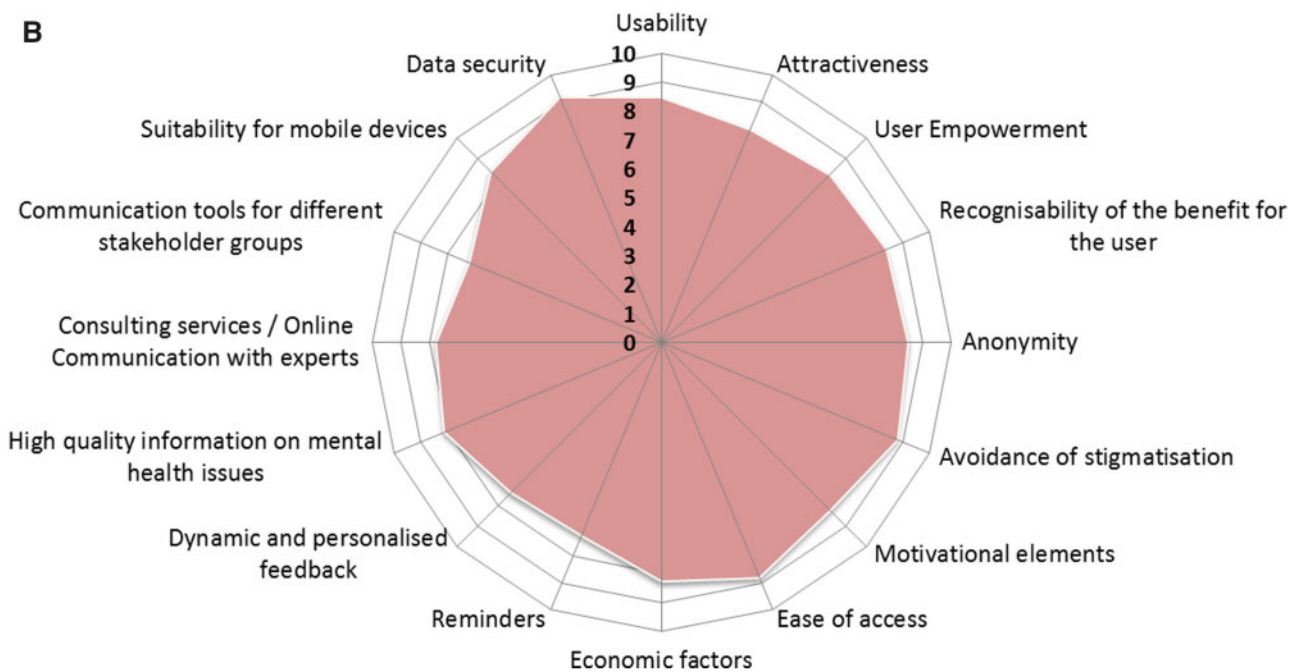 B
Usability
Attractiveness
User Empowerment
Recognisability of the benefit for
the user
Anonymity
Avoidance of stigmatisation
Motivational elements
Ease of access
Economic factors
Reminders
Dynamic and personalised
feedback
High quality information on mental
health issues
Consulting services / Online
Communication with experts
Communication tools for different
stakeholder groups
Suitability for mobile devices
Data security
10
9
8
7
6
5
4
3
2
1
0